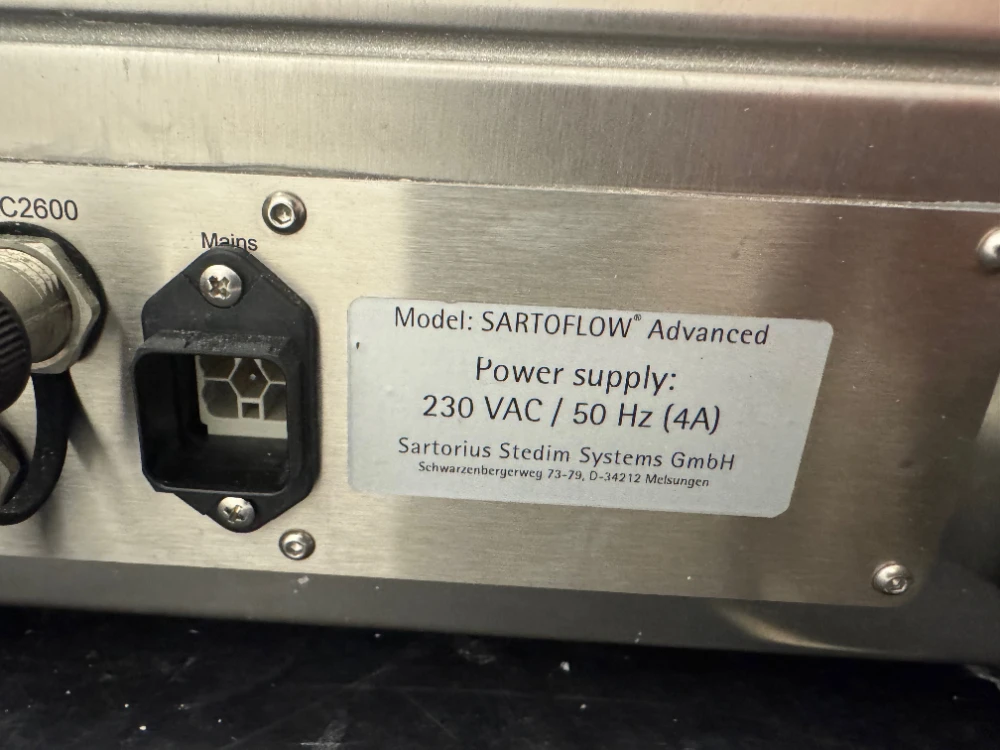 C2600
Mains
Model: SARTOFLOW® Advanced
Power supply:
230 VAC / 50 Hz (4A)
Sartorius Stedim Systems GmbH
Schwarzenbergerweg 73-79, D-34212 Melsungen